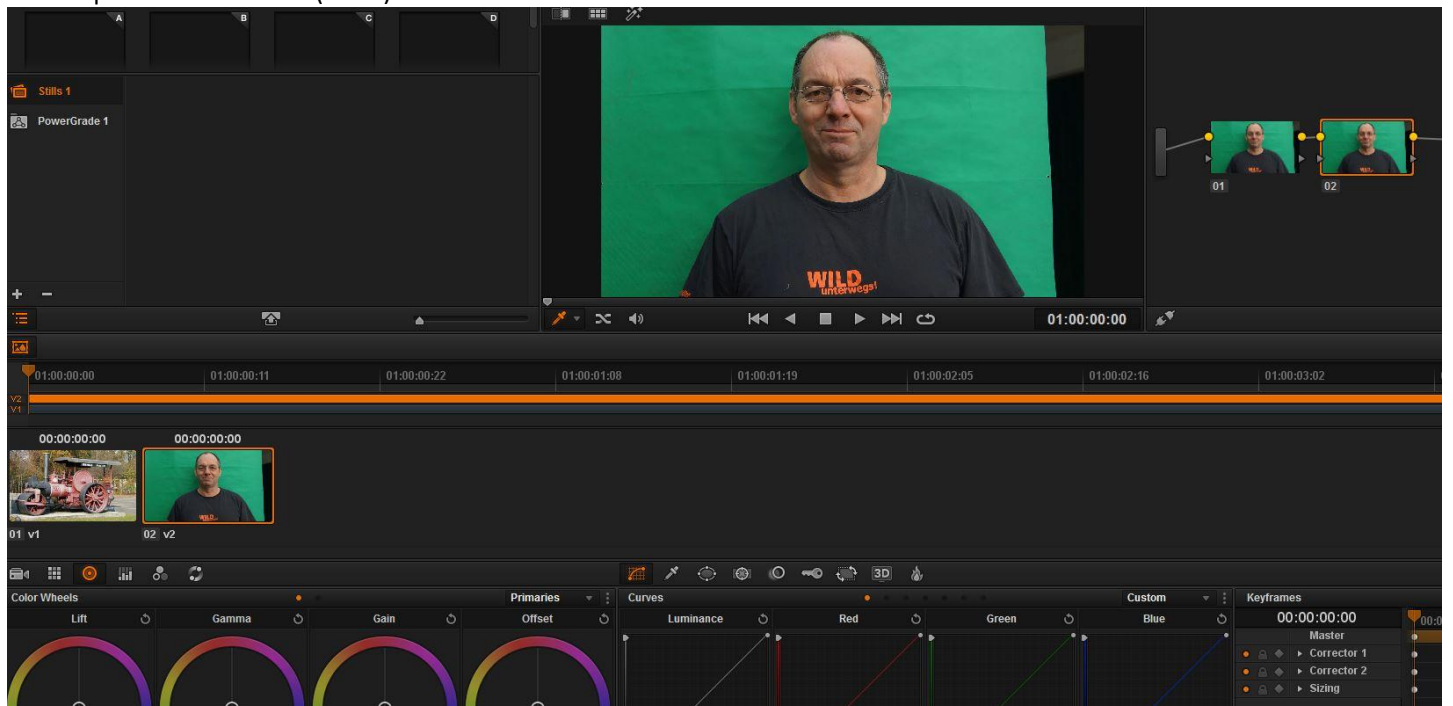 A B C D
Stills 1
PowerGrade 1
01 02
WILD
unterwegs!
01:00:00:00
01:00:00:00 01:00:00:11 01:00:00:22 01:00:01:08 01:00:01:19 01:00:02:05 01:00:02:16 01:00:03:02
V2
V1
00:00:00:00 00:00:00:00
01 v1 02 v2
3D
Color Wheels Primaries Curves Custom Keyframes
Lift Gamma Gain Offset Luminance Red Green Blue 00:00:00:00
Master
Corrector 1
Corrector 2
Sizing